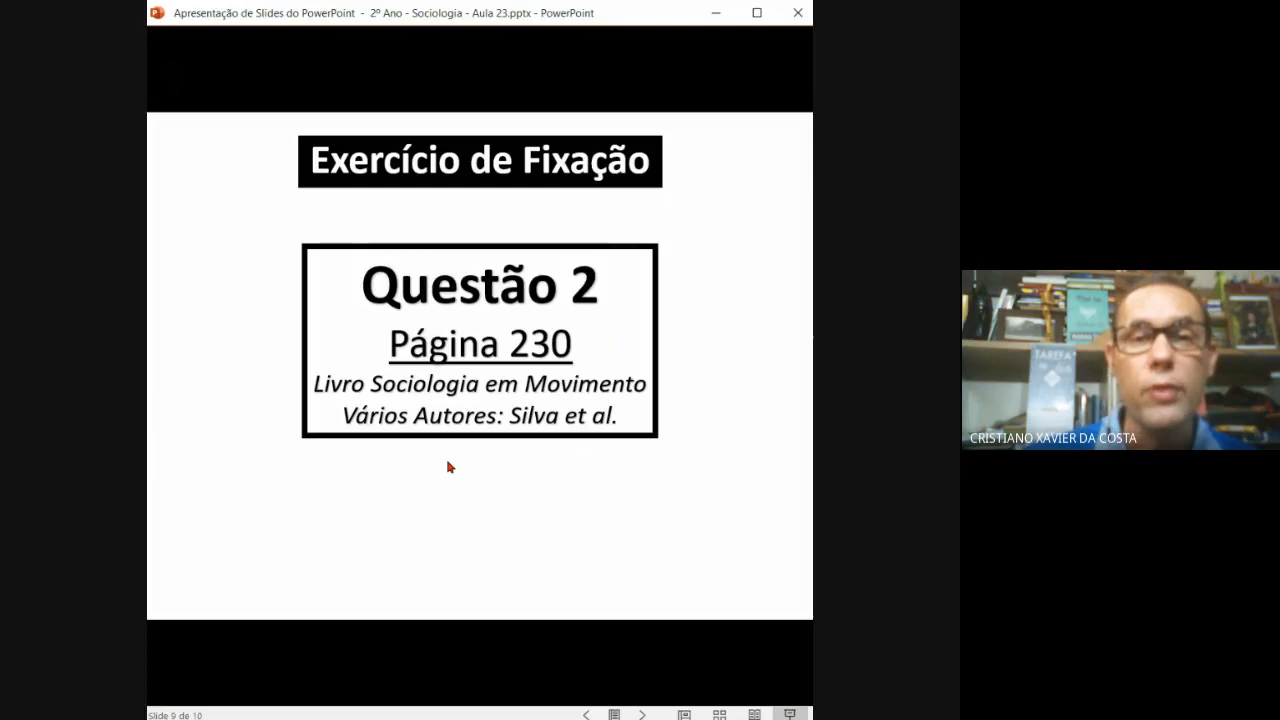 Apresentação de Slides do PowerPoint - 2º Ano - Sociologia - Aula 23.pptx - PowerPoint
Exercício de Fixação
Questão 2
Página 230
Livro Sociologia em Movimento
Vários Autores: Silva et al.
TAREFA
CRISTIANO XAVIER DA COSTA
Slide 9 de 10